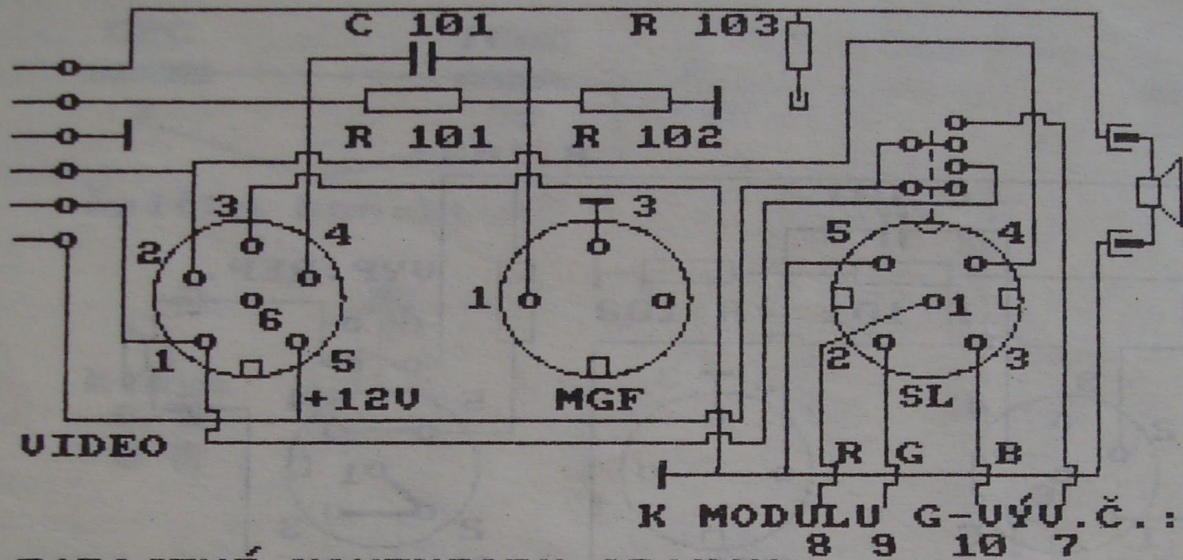 C 101 R 103
R 101 R 102
3 4 3 5 4
2
1 1
6
1 5 2 3
+12V MGF SL
VIDEO R G B
K MODULU G-VÝV.Č.:
8 9 10 7